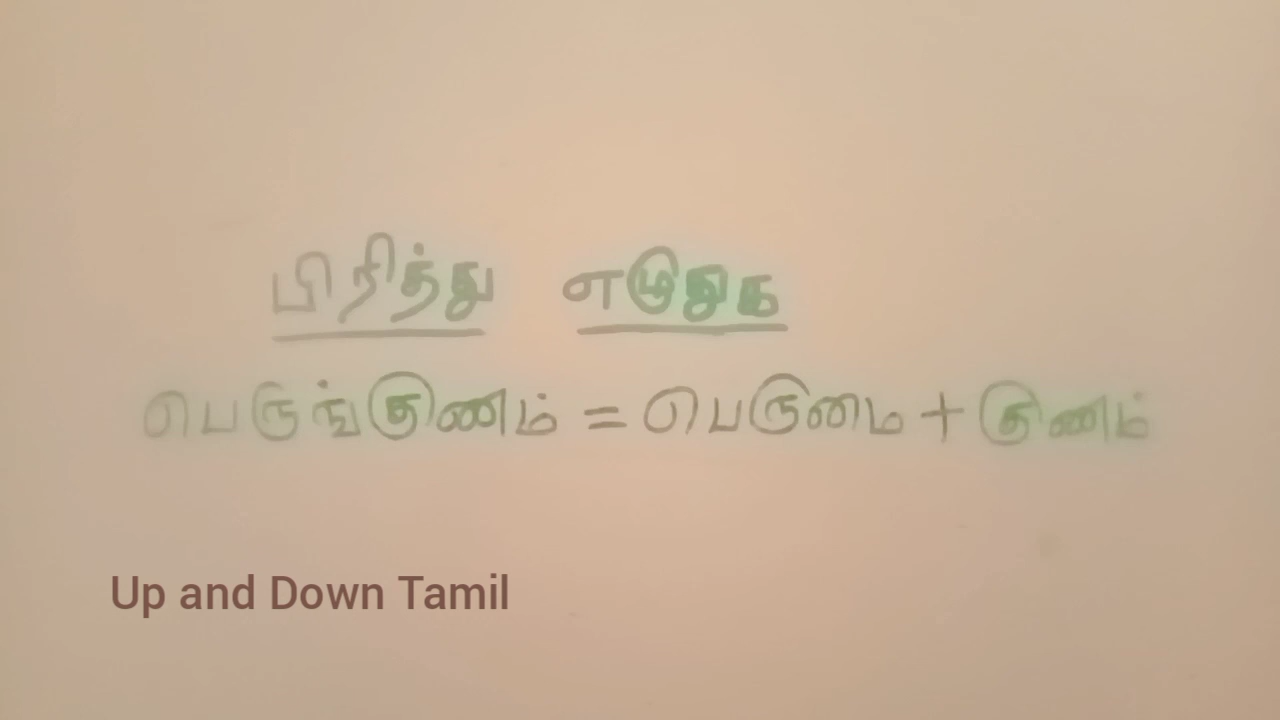 பிரித்து எழுதுக
பெருங்குணம் = பெருமை + குணம்
Up and Down Tamil